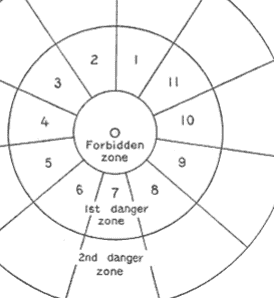 2 1
3 11
4 10
O
Forbidden
zone
5 9
6 7 8
1st danger
zone
2nd danger
zone